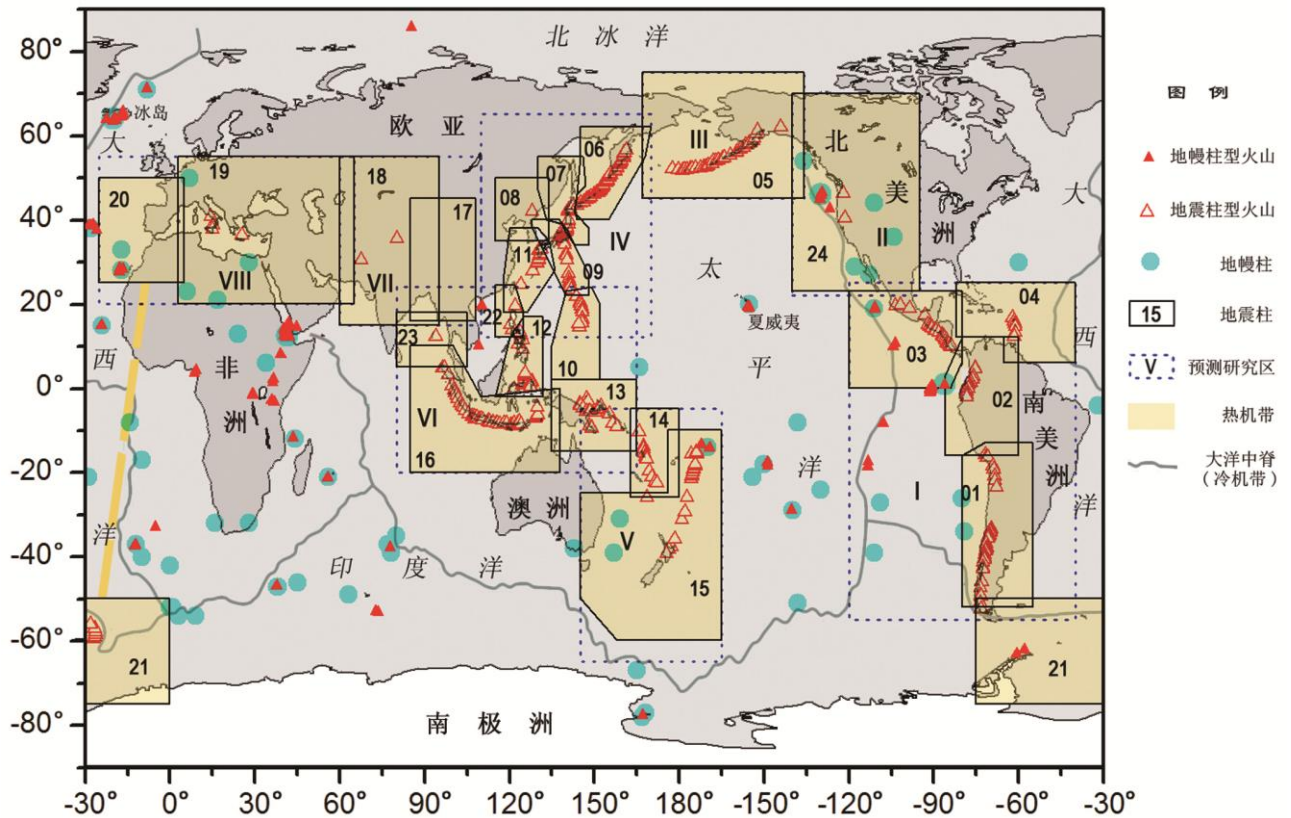 80°
60°
40°
20°
0°
-20°
-40°
-60°
-80°
-30°
0°
30°
60°
90°
120°
150°
180°
-150°
-120°
-90°
-60°
-30°
北冰洋
冰岛
大
西
洋
欧 亚
非
洲
印 度 洋
澳 洲
南 极 洲
太
平
洋
夏威夷
北
美
洲
南
美
洲
大
西
洋
20
19
18
17
08
07
06
05
24
11
09
22
12
23
10
13
14
16
15
03
04
02
01
21
21
VIII
VII
VI
V
IV
III
II
I
图 例
地幔柱型火山
地震柱型火山
地幔柱
15
地震柱
V
预测研究区
热机带
大洋中脊
(冷机带)